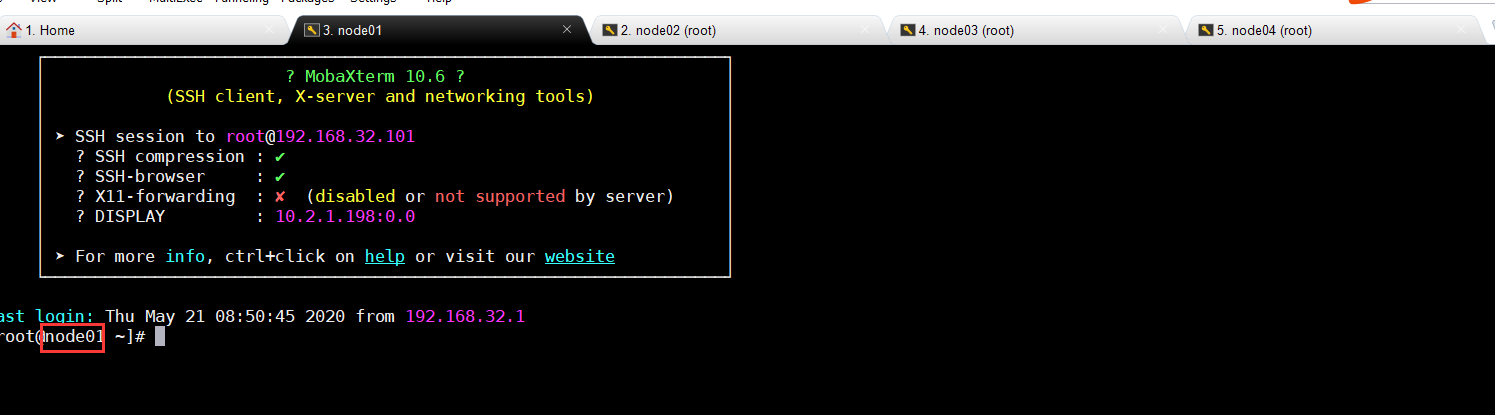 View Split MultiExec Tunneling Packages Settings Help
1. Home 3. node01 2. node02 (root) 4. node03 (root) 5. node04 (root)
? MobaXterm 10.6 ?
(SSH client, X-server and networking tools)
➤ SSH session to root@192.168.32.101
? SSH compression : ✔
? SSH-browser : ✔
? X11-forwarding : ✘ (disabled or not supported by server)
? DISPLAY : 10.2.1.198:0.0
➤ For more info, ctrl+click on help or visit our website
ast login: Thu May 21 08:50:45 2020 from 192.168.32.1
root@node01 ~]#